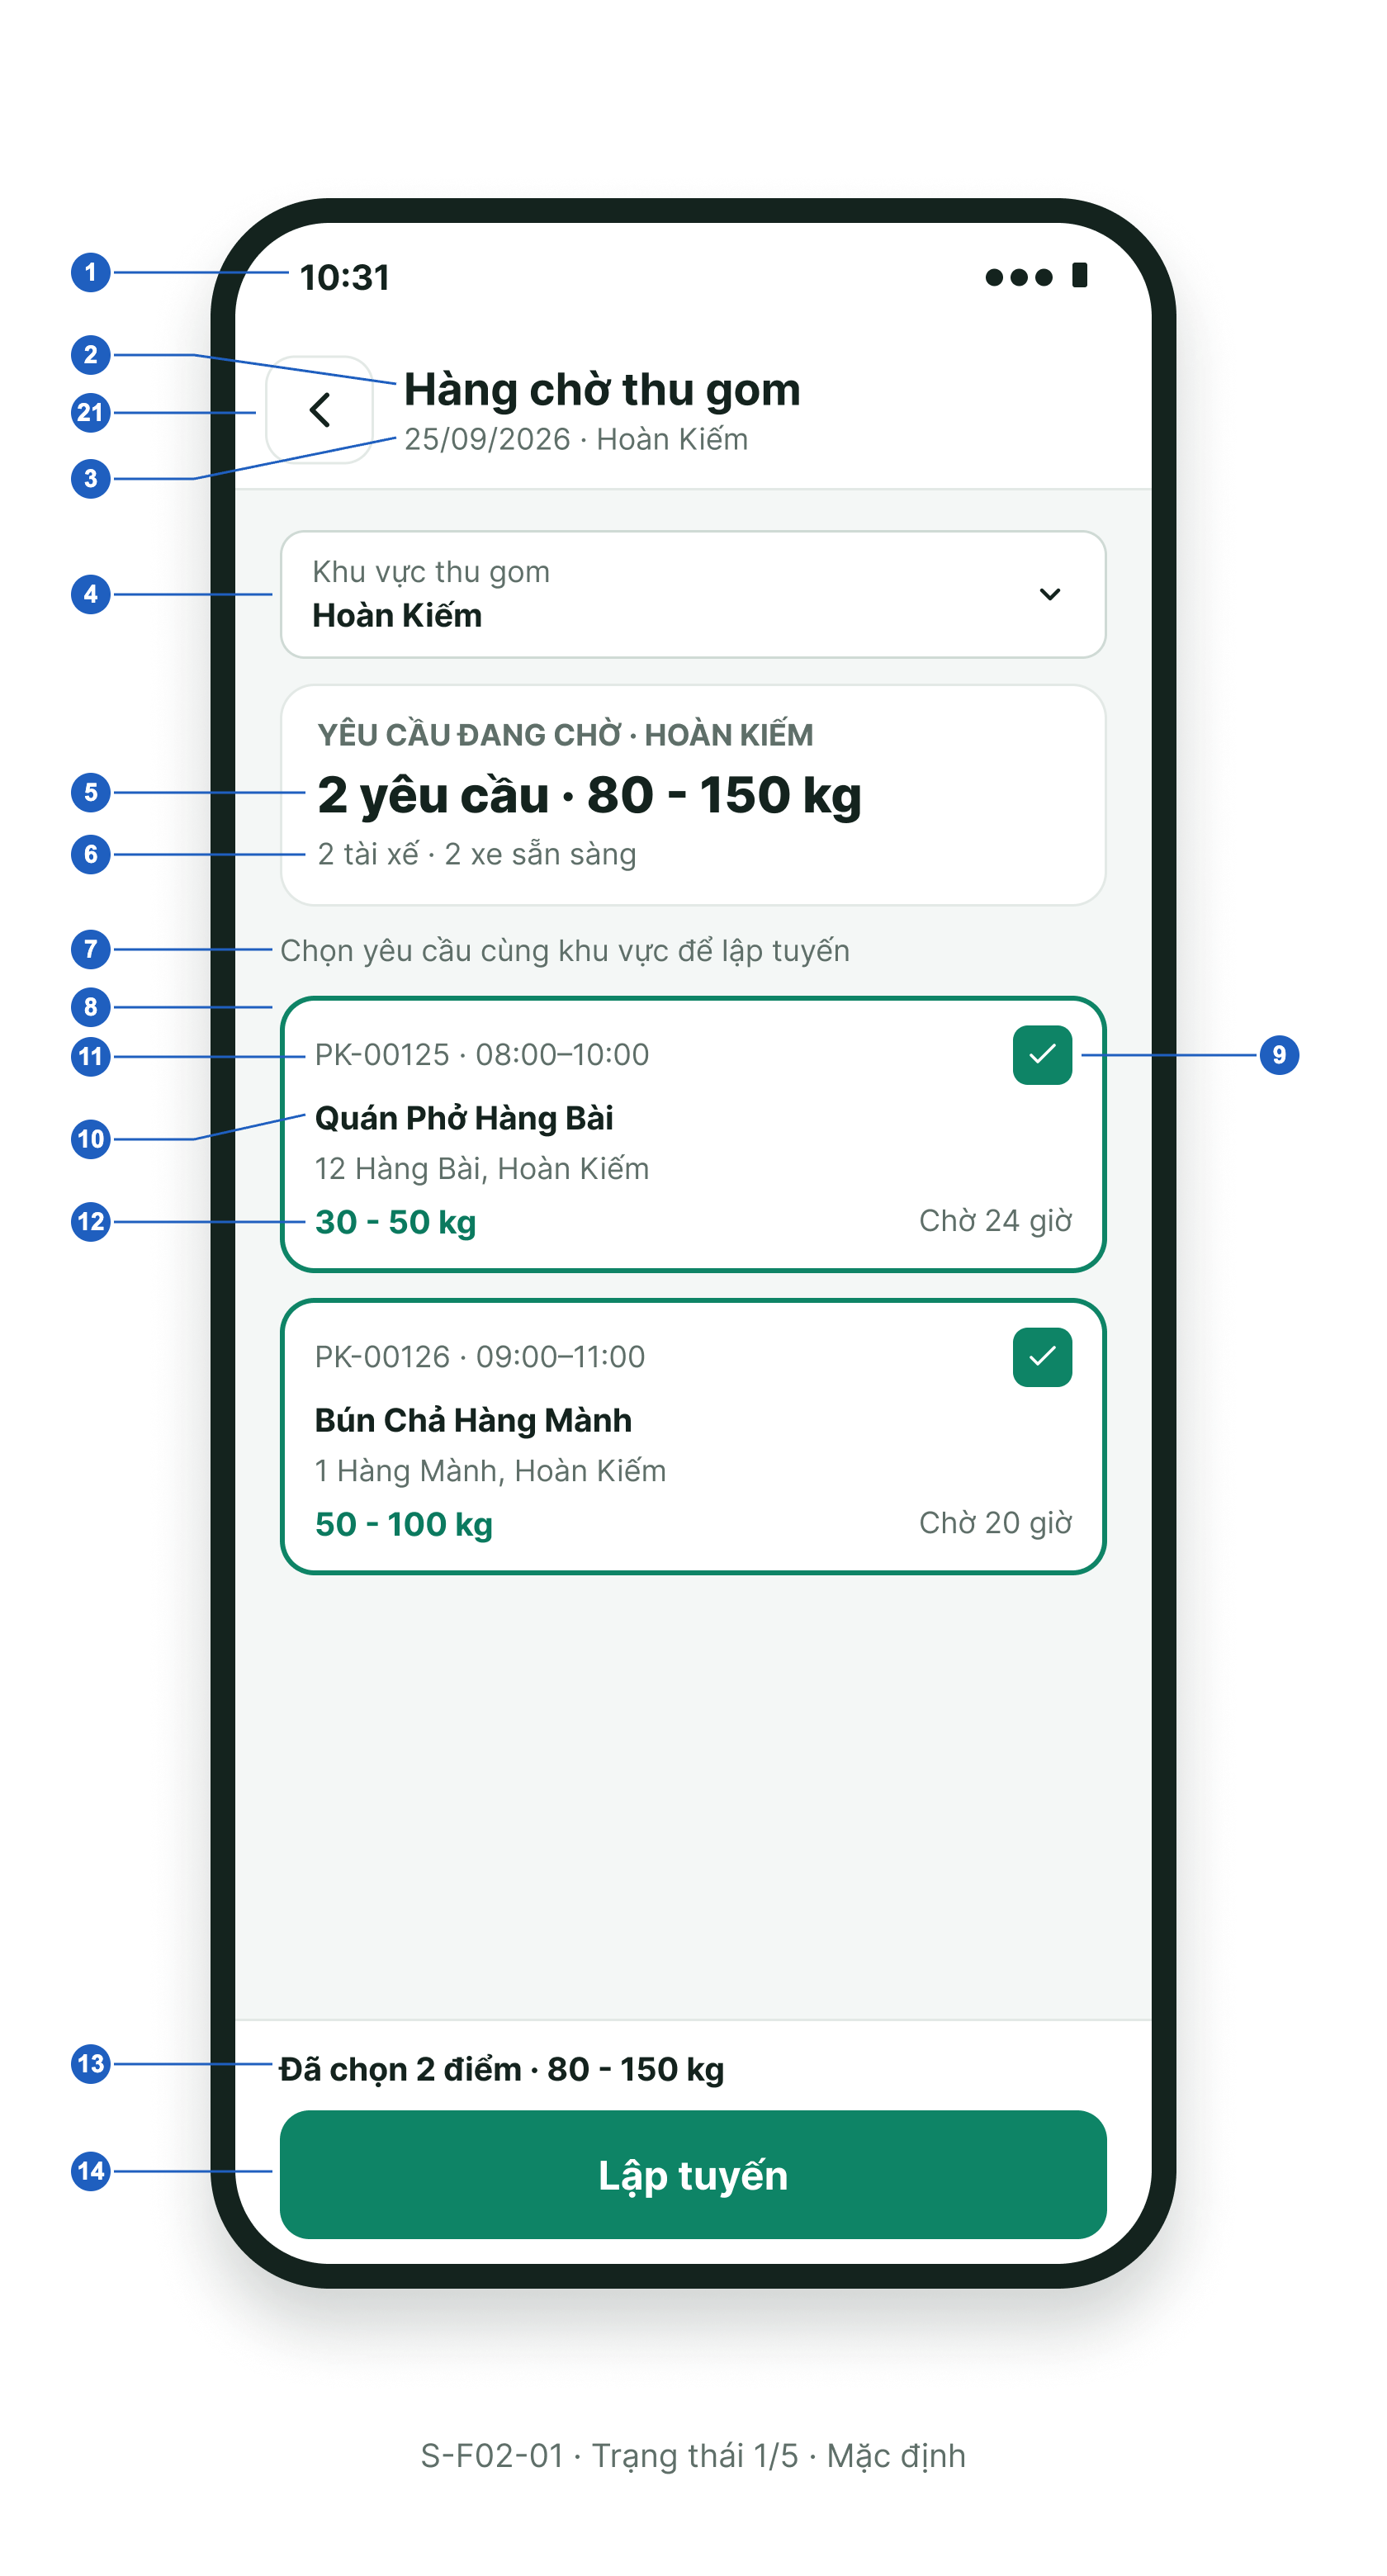 1 10:31
2 Hàng chờ thu gom
21
3 25/09/2026 · Hoàn Kiếm
Khu vực thu gom
4
Hoàn Kiếm
YÊU CẦU ĐANG CHỜ · HOÀN KIẾM
5 2 yêu cầu · 80 - 150 kg
6 2 tài xế · 2 xe sẵn sàng
7 Chọn yêu cầu cùng khu vực để lập tuyến
8
11 PK-00125 · 08:00–10:00 9
10 Quán Phở Hàng Bài
12 Hàng Bài, Hoàn Kiếm
12 30 - 50 kg Chờ 24 giờ
PK-00126 · 09:00–11:00
Bún Chả Hàng Mành
1 Hàng Mành, Hoàn Kiếm
50 - 100 kg Chờ 20 giờ
13 Đã chọn 2 điểm · 80 - 150 kg
14 Lập tuyến
S-F02-01 · Trạng thái 1/5 · Mặc định